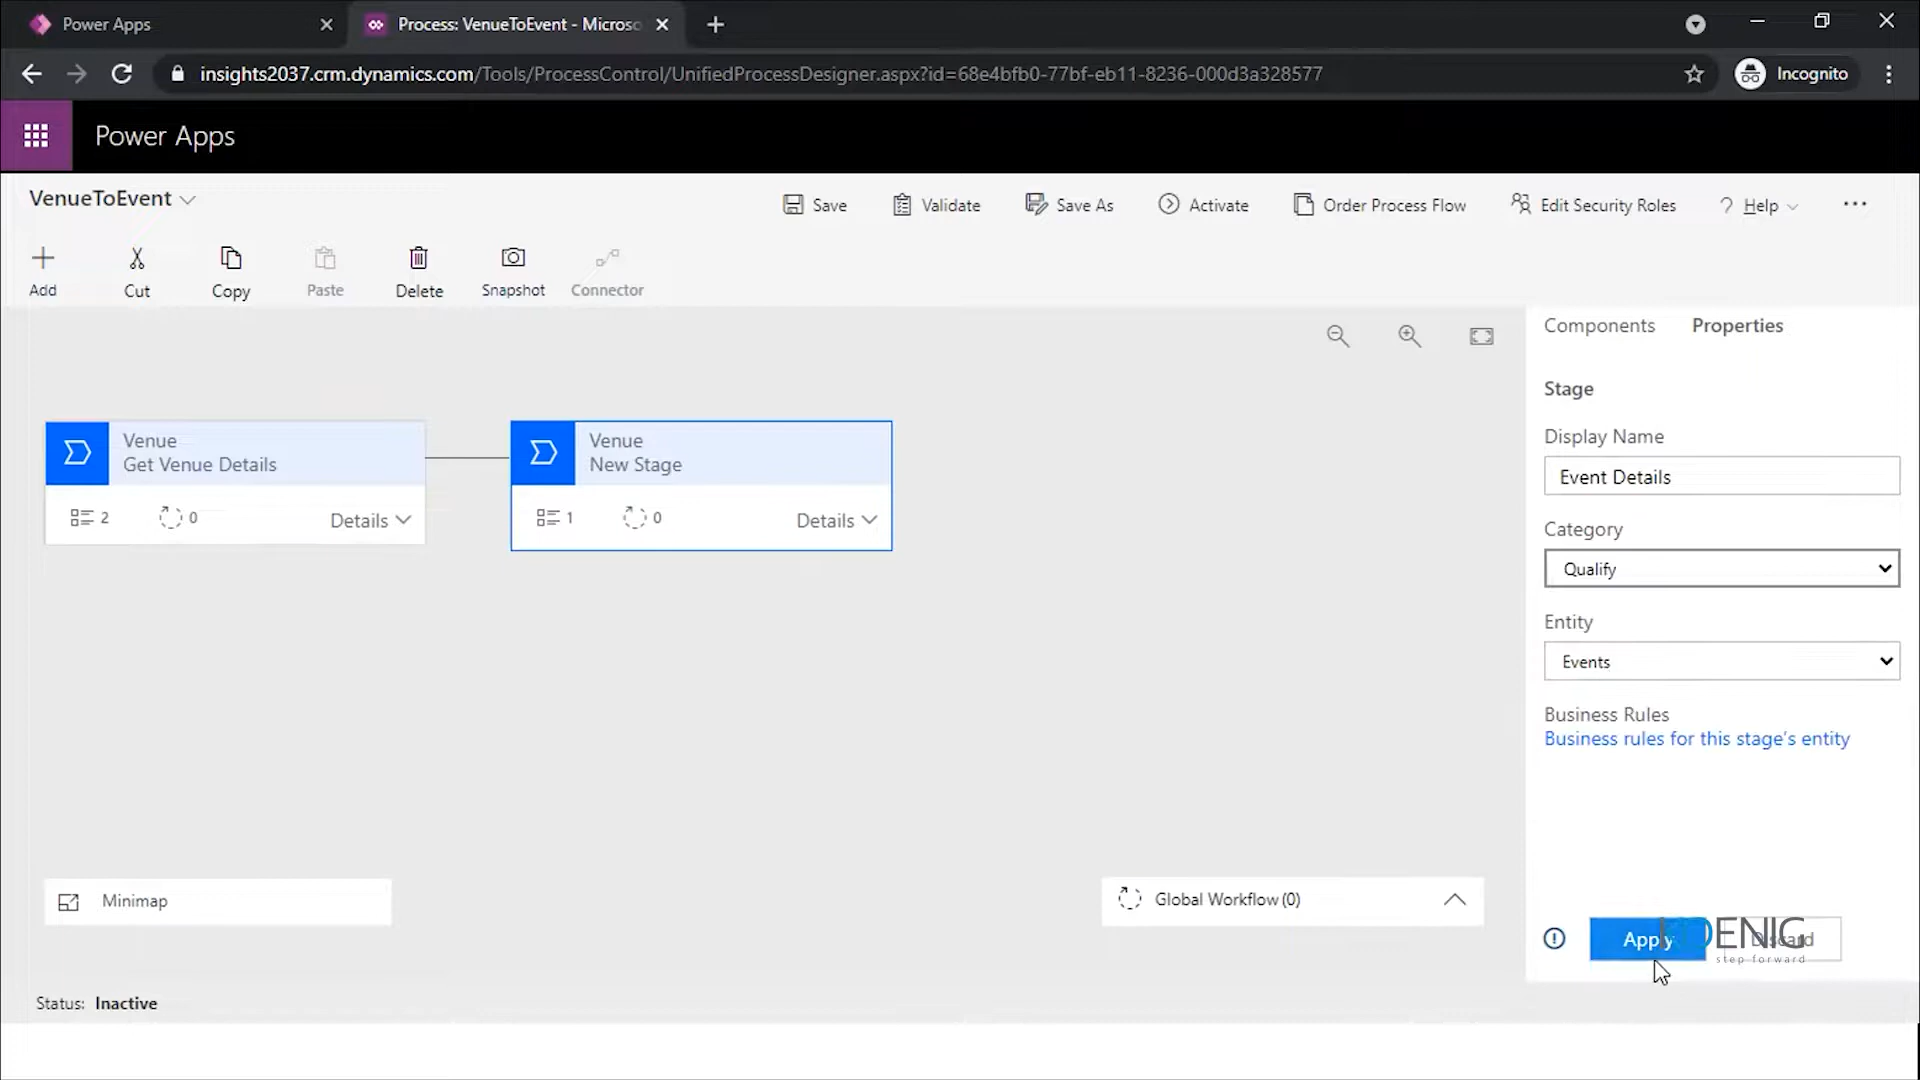 Power Apps
Process: VenueToEvent - Microso
insights2037.crm.dynamics.com/Tools/ProcessControl/UnifiedProcessDesigner.aspx?id=68e4bfb0-77bf-eb11-8236-000d3a328577
Incognito
Power Apps
VenueToEvent
Save
Validate
Save As
Activate
Order Process Flow
Edit Security Roles
? Help
Add
Cut
Copy
Paste
Delete
Snapshot
Connector
Components
Properties
Stage
Display Name
Event Details
Category
Qualify
Entity
Events
Business Rules
Business rules for this stage's entity
Venue
Get Venue Details
2
0
Details
Venue
New Stage
1
0
Details
Minimap
Global Workflow (0)
Apply
Discard
KOENIG
step forward
Status: Inactive